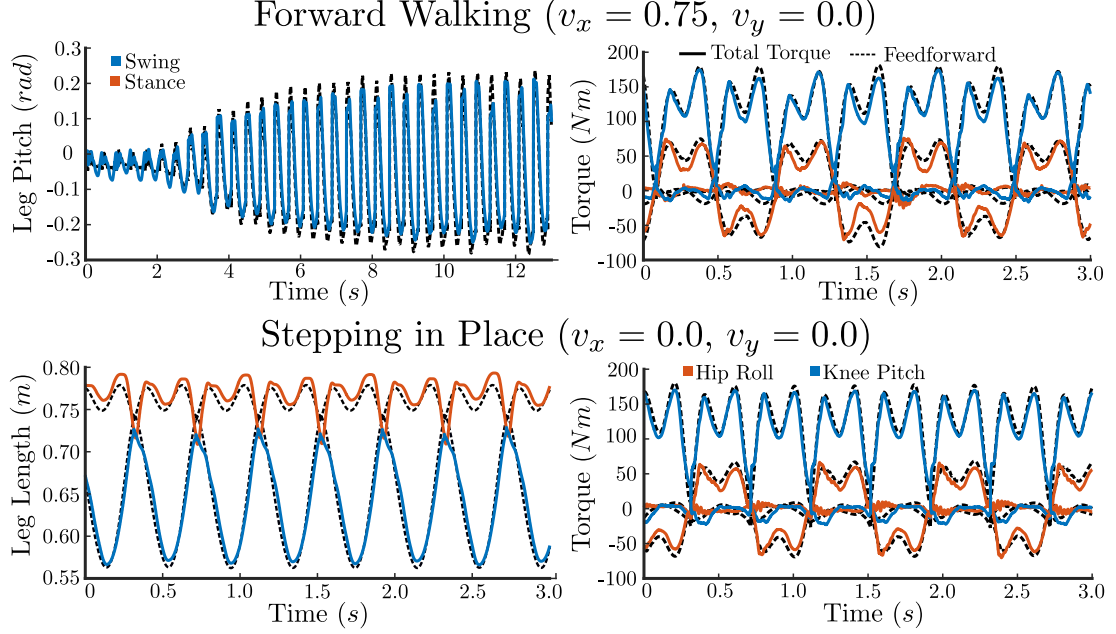 Forward Walking (v_x = 0.75, v_y = 0.0)
Leg Pitch (rad)
0.3
0.2
0.1
0
-0.1
-0.2
-0.3
Swing
Stance
0 2 4 6 8 10 12
Time (s)
Torque (Nm)
200
150
100
50
0
-50
-100
Total Torque Feedforward
0 0.5 1.0 1.5 2.0 2.5 3.0
Time (s)
Stepping in Place (v_x = 0.0, v_y = 0.0)
Leg Length (m)
0.80
0.75
0.70
0.65
0.60
0.55
0 0.5 1.0 1.5 2.0 2.5 3.0
Time (s)
Torque (Nm)
200
150
100
50
0
-50
-100
Hip Roll Knee Pitch
0 0.5 1.0 1.5 2.0 2.5 3.0
Time (s)